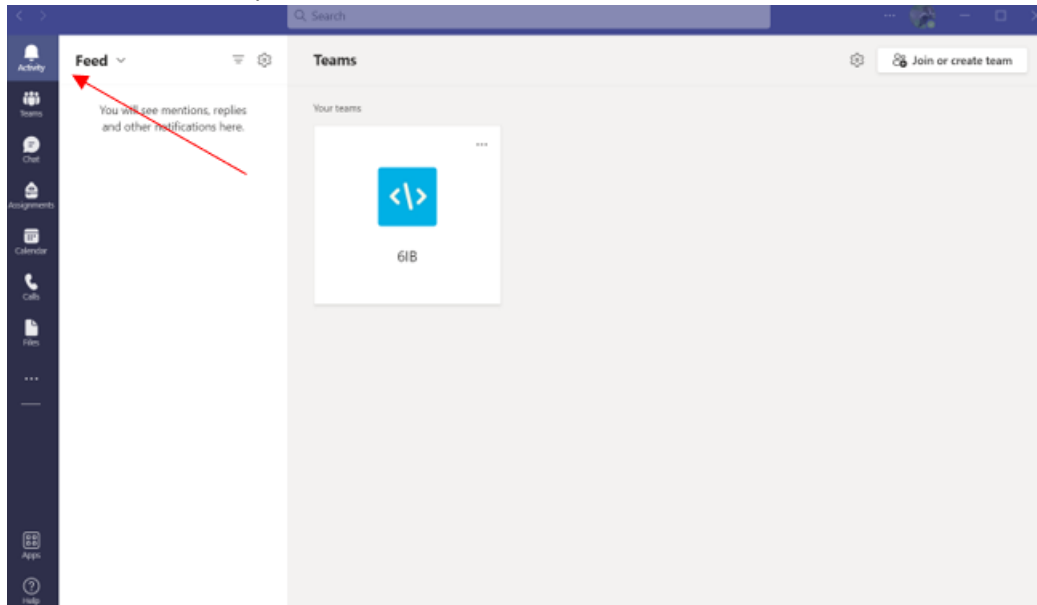 Search
Activity
Teams
Chat
Assignments
Calendar
Calls
Files
Apps
Help
Feed
You will see mentions, replies
and other notifications here.
Teams
Join or create team
Your teams
6IB